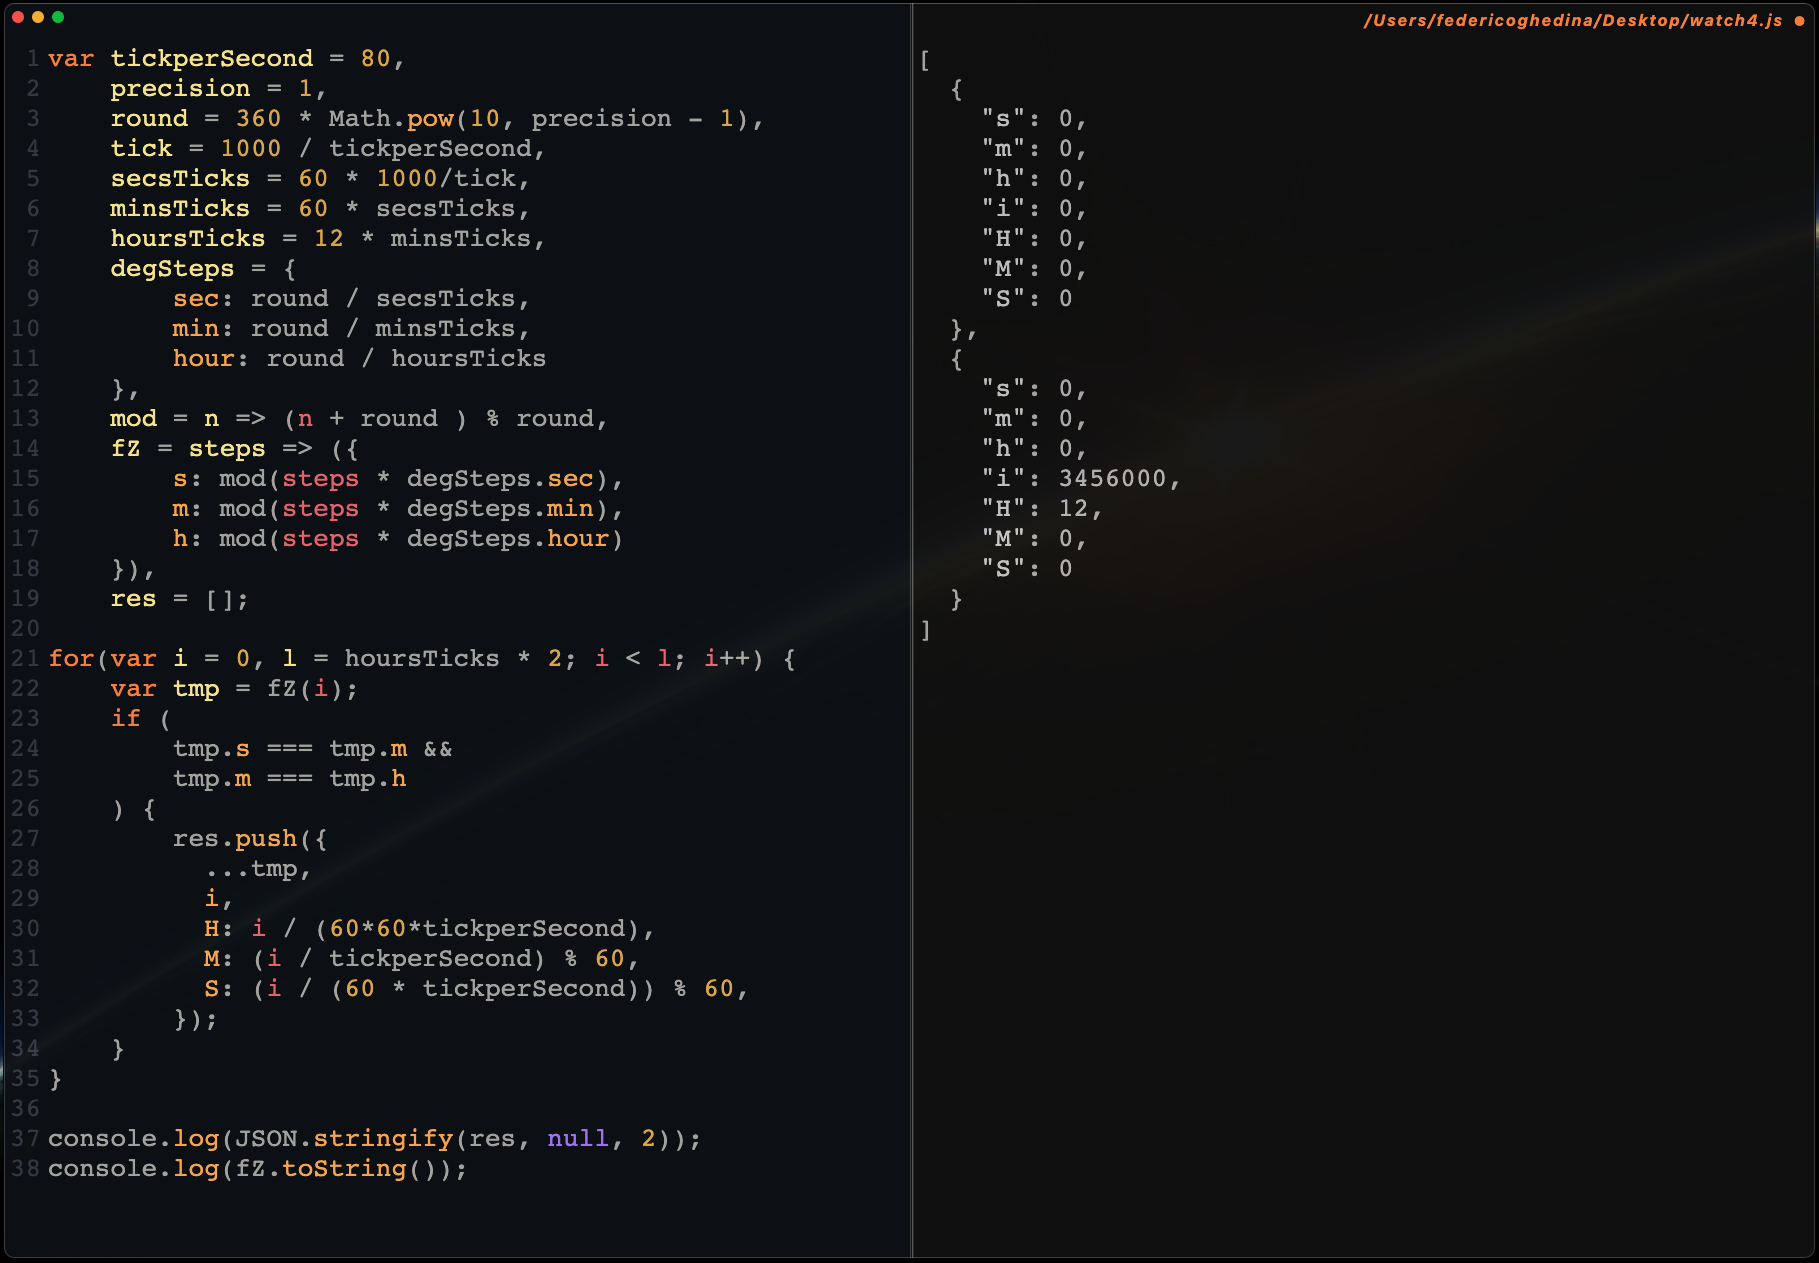 /Users/federicoghedina/Desktop/watch4.js
1 var tickperSecond = 80,
2     precision = 1,
3     round = 360 * Math.pow(10, precision - 1),
4     tick = 1000 / tickperSecond,
5     secsTicks = 60 * 1000/tick,
6     minsTicks = 60 * secsTicks,
7     hoursTicks = 12 * minsTicks,
8     degSteps = {
9         sec: round / secsTicks,
10         min: round / minsTicks,
11         hour: round / hoursTicks
12     },
13     mod = n => (n + round ) % round,
14     fZ = steps => ({
15         s: mod(steps * degSteps.sec),
16         m: mod(steps * degSteps.min),
17         h: mod(steps * degSteps.hour)
18     }),
19     res = [];
20
21 for(var i = 0, l = hoursTicks * 2; i < l; i++) {
22     var tmp = fZ(i);
23     if (
24         tmp.s === tmp.m &&
25         tmp.m === tmp.h
26     ) {
27         res.push({
28           ...tmp,
29           i,
30           H: i / (60*60*tickperSecond),
31           M: (i / tickperSecond) % 60,
32           S: (i / (60 * tickperSecond)) % 60,
33         });
34     }
35 }
36
37 console.log(JSON.stringify(res, null, 2));
38 console.log(fZ.toString());
[
  {
    "s": 0,
    "m": 0,
    "h": 0,
    "i": 0,
    "H": 0,
    "M": 0,
    "S": 0
  },
  {
    "s": 0,
    "m": 0,
    "h": 0,
    "i": 3456000,
    "H": 12,
    "M": 0,
    "S": 0
  }
]